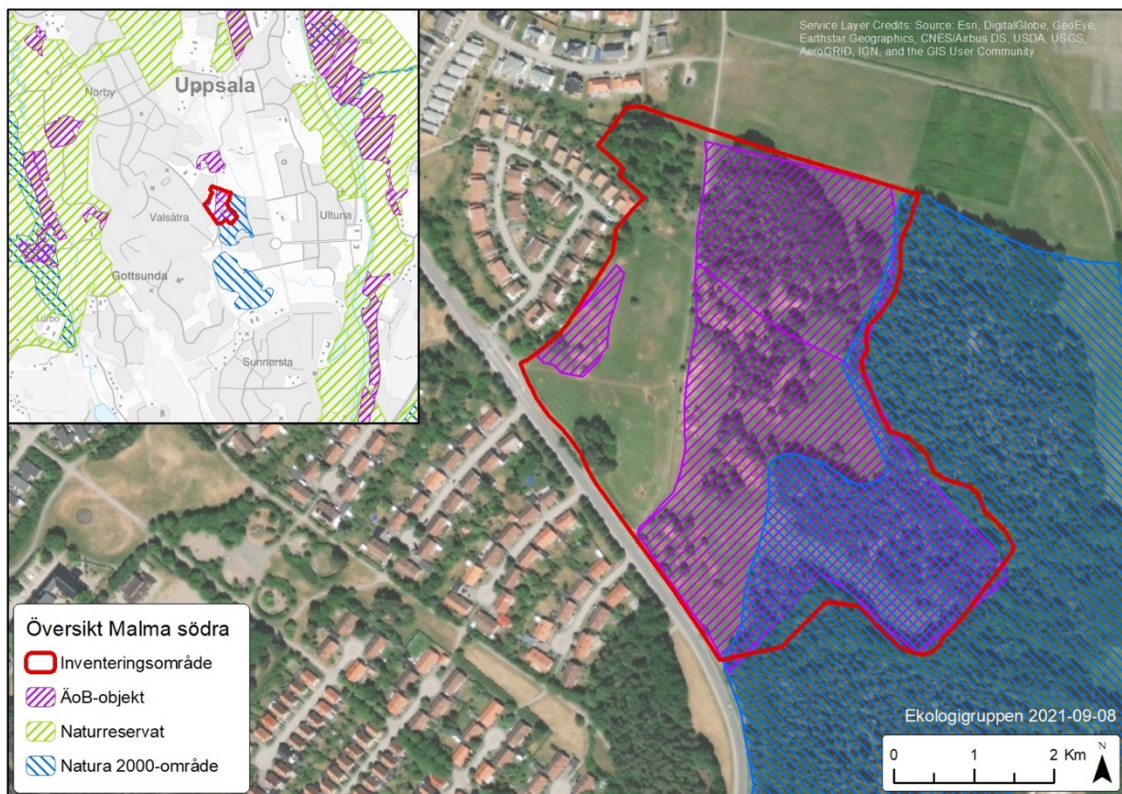 Service Layer Credits: Source: Esri, DigitalGlobe, GeoEye,
Earthstar Geographics, CNES/Airbus DS, USDA, USGS,
AeroGRID, IGN, and the GIS User Community
Uppsala
Norby
Valsätra
Ultuna
Gottsunda
Sunnersta
Översikt Malma södra
Inventeringsområde
ÄoB-objekt
Naturreservat
Natura 2000-område
Ekologigruppen 2021-09-08
0 1 2 Km
N